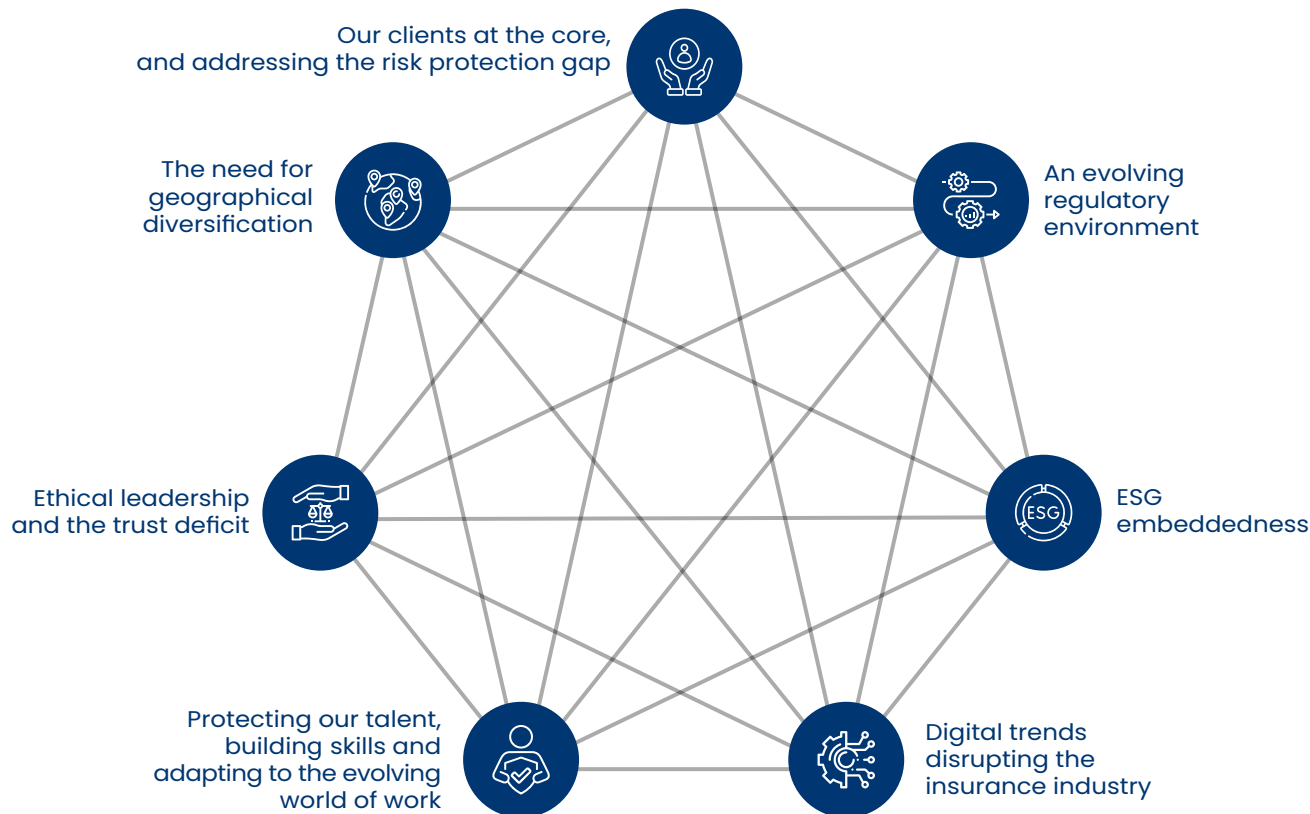 Our clients at the core,
and addressing the risk protection gap
The need for
geographical
diversification
An evolving
regulatory
environment
Ethical leadership
and the trust deficit
ESG
ESG
embeddedness
Protecting our talent,
building skills and
adapting to the evolving
world of work
Digital trends
disrupting the
insurance industry